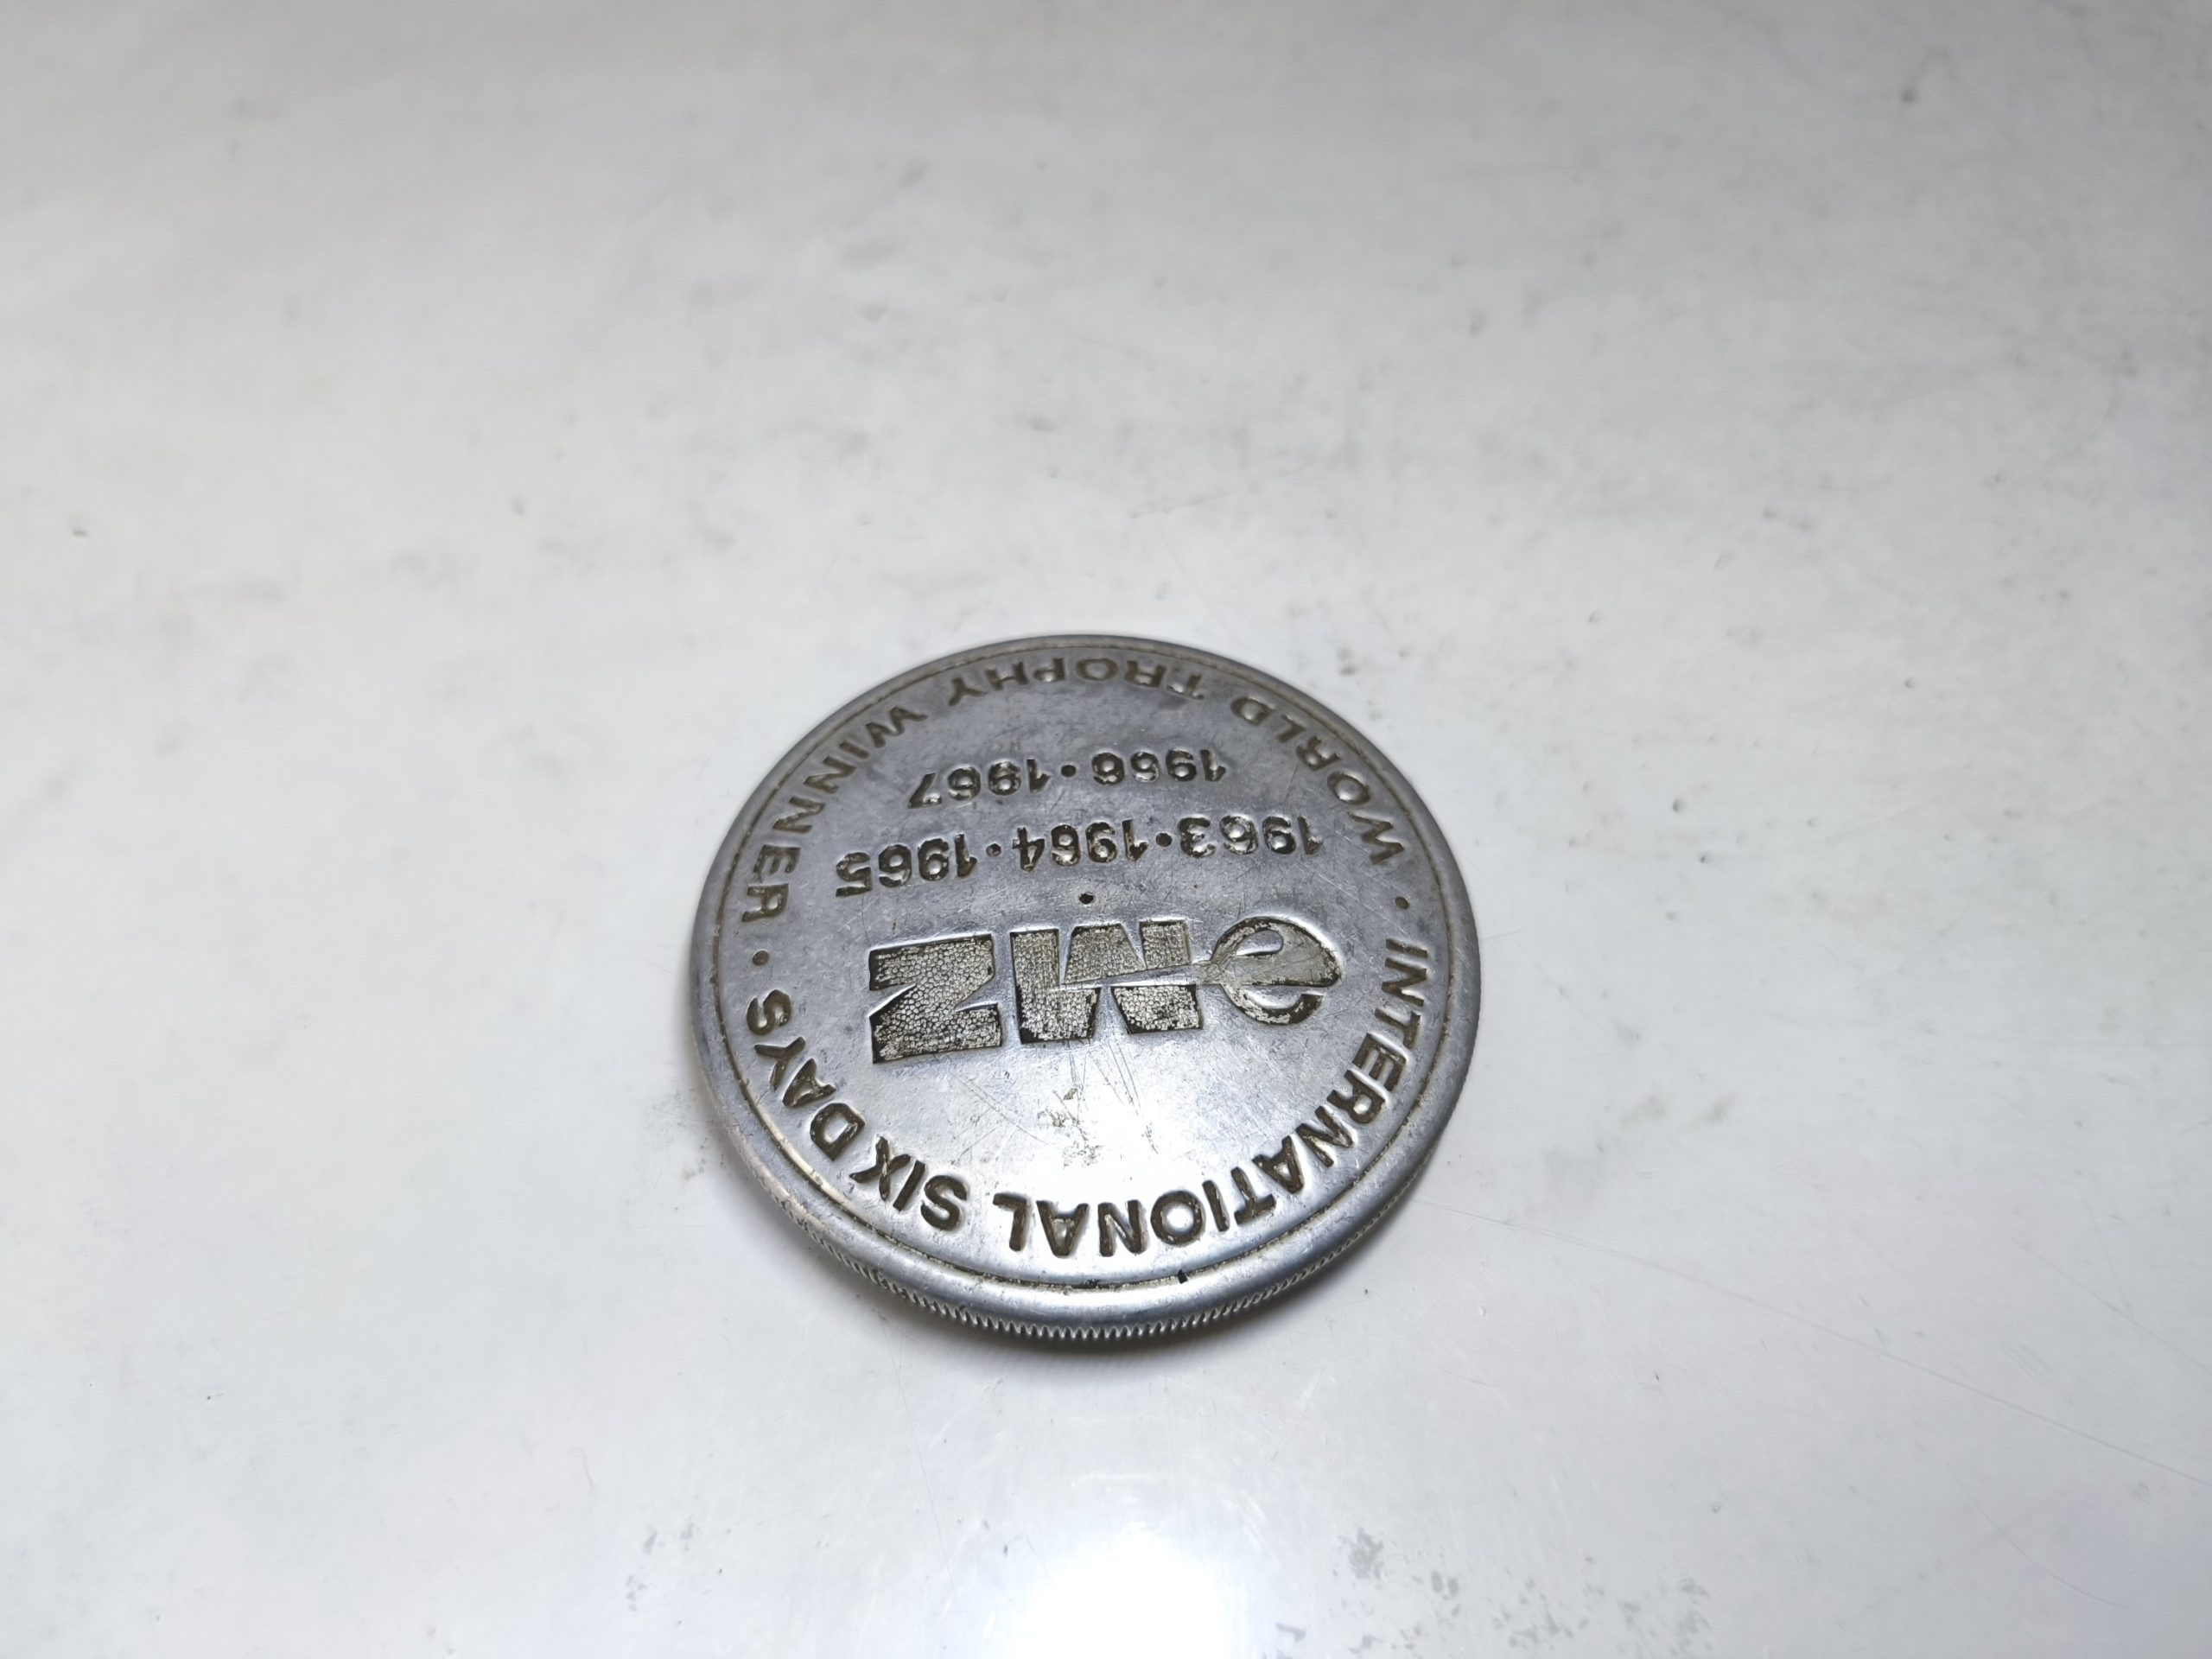 INTERNATIONAL SIX DAYS ·
eMZ
1963 · 1964 · 1965
1966 · 1967
WORLD TROPHY WINNER ·